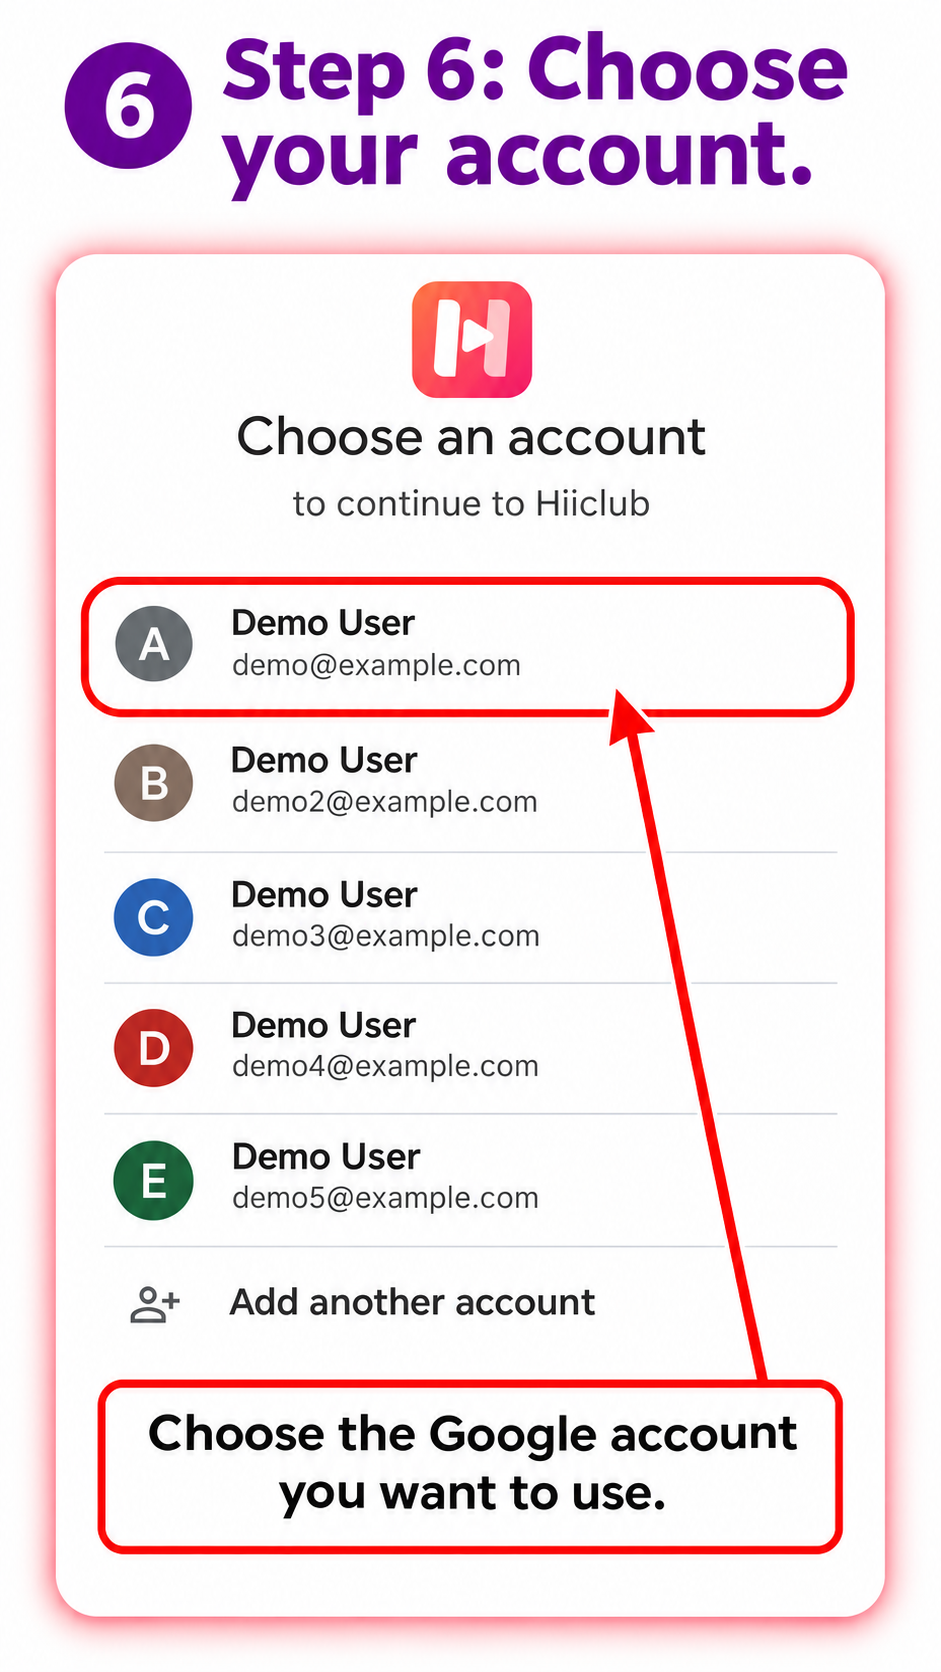 6
Step 6: Choose
your account.
H
Choose an account
to continue to Hiiclub
A
Demo User
demo@example.com
B
Demo User
demo2@example.com
C
Demo User
demo3@example.com
D
Demo User
demo4@example.com
E
Demo User
demo5@example.com
Add another account
Choose the Google account
you want to use.